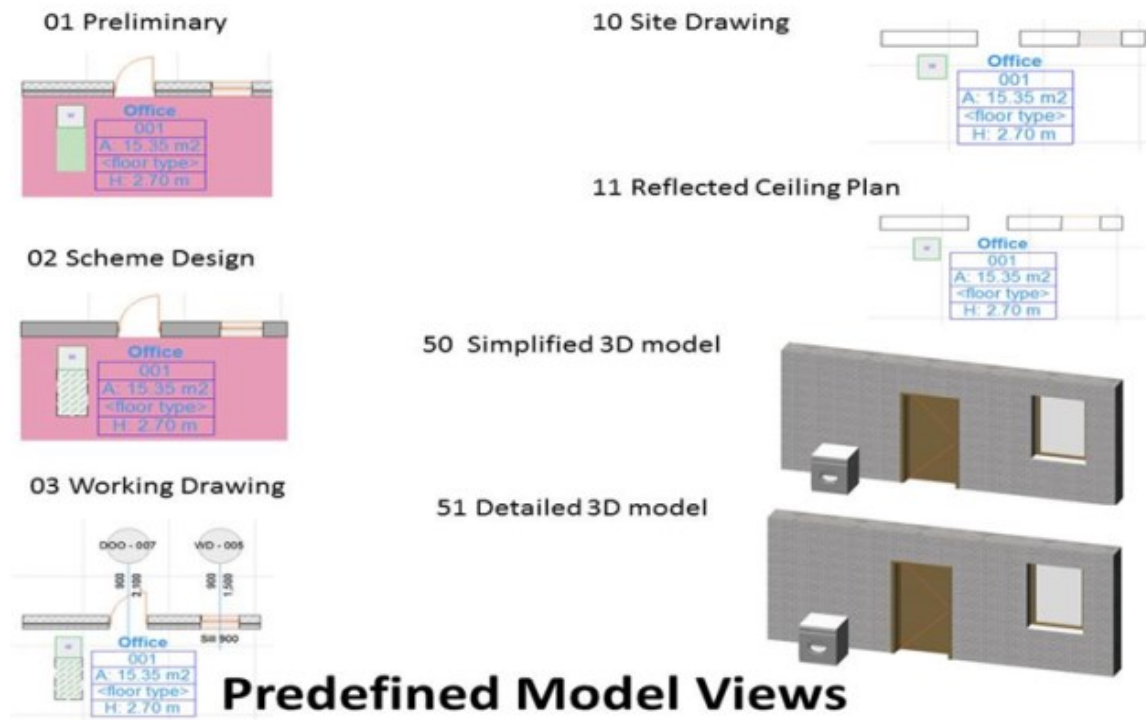 01 Preliminary
Office
001
A: 15.35 m2
<floor type>
H: 2.70 m
02 Scheme Design
Office
001
A: 15.35 m2
<floor type>
H: 2.70 m
03 Working Drawing
DOO - 007
WD - 005
900
2,100
900
1,500
Sill 900
Office
001
A: 15.35 m2
<floor type>
H: 2.70 m
10 Site Drawing
Office
001
A: 15.35 m2
<floor type>
H: 2.70 m
11 Reflected Ceiling Plan
Office
001
A: 15.35 m2
<floor type>
H: 2.70 m
50 Simplified 3D model
51 Detailed 3D model
Predefined Model Views